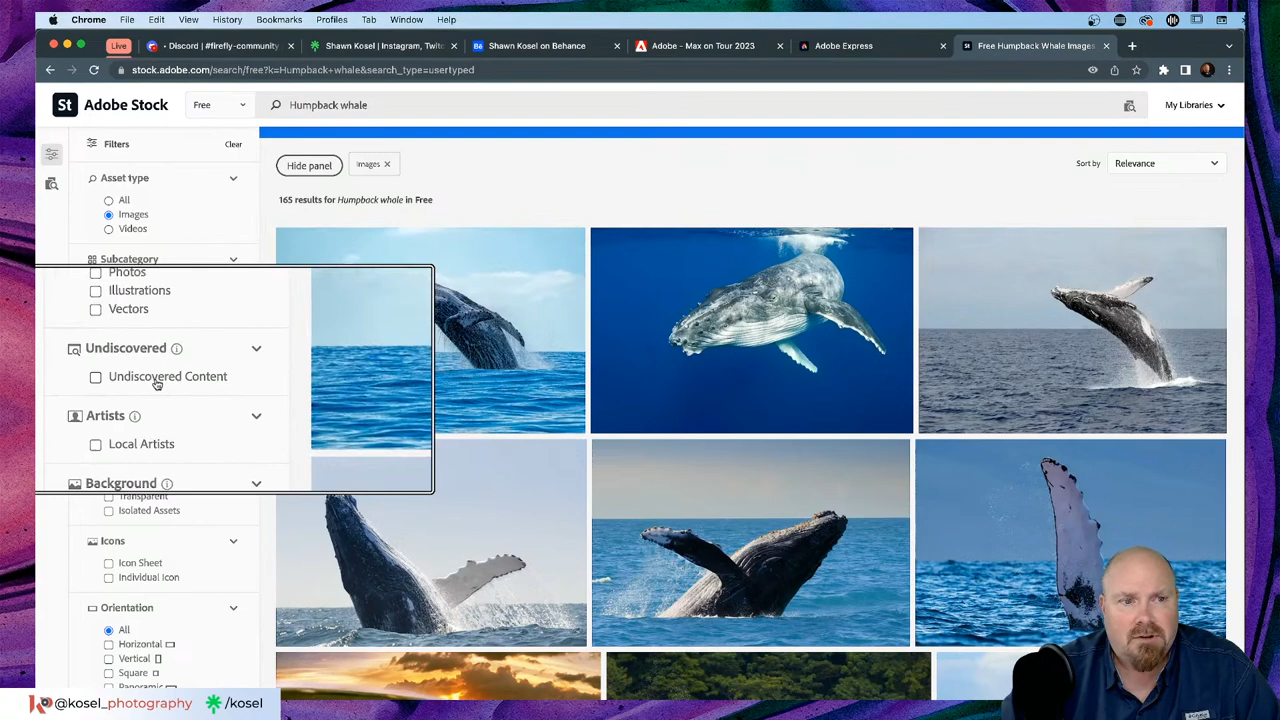 Chrome File Edit View History Bookmarks Profiles Tab Window Help
Live Discord | #firefly-community Shawn Kosel | Instagram, Twitc Shawn Kosel on Behance Adobe - Max on Tour 2023 Adobe Express Free Humpback Whale Images
stock.adobe.com/search/free?k=Humpback+whale&search_type=usertyped
St Adobe Stock Free Humpback whale My Libraries
Filters Clear
Hide panel Images Sort by Relevance
Asset type
All
Images
Videos
165 results for Humpback whale in Free
Subcategory
Photos
Illustrations
Vectors
Undiscovered
Undiscovered Content
Artists
Local Artists
Background
Transparent
Isolated Assets
Icons
Icon Sheet
Individual Icon
Orientation
All
Horizontal
Vertical
Square
Panoramic
@kosel_photography /kosel